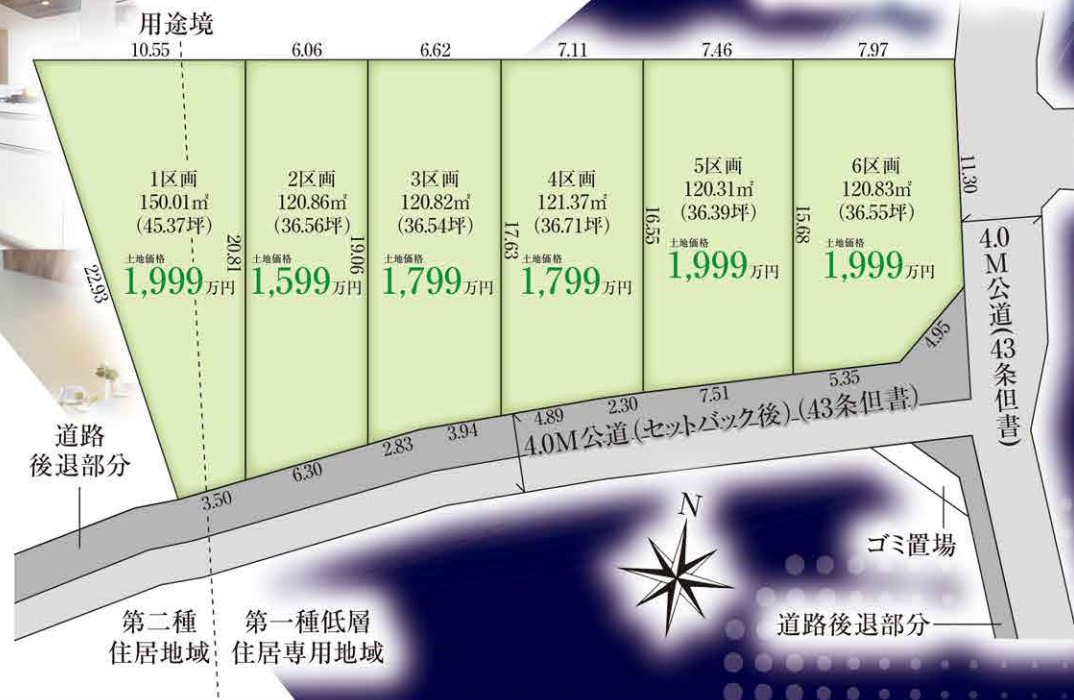 用途境
10.55
6.06
6.62
7.11
7.46
7.97
1区画
150.01㎡
(45.37坪)
土地価格
1,999万円
2区画
120.86㎡
(36.56坪)
土地価格
1,599万円
3区画
120.82㎡
(36.54坪)
土地価格
1,799万円
4区画
121.37㎡
(36.71坪)
土地価格
1,799万円
5区画
120.31㎡
(36.39坪)
土地価格
1,999万円
6区画
120.83㎡
(36.55坪)
土地価格
1,999万円
22.93
20.81
19.06
17.63
16.55
15.68
11.30
4.95
4.0M公道(43条但書)
3.50
6.30
2.83
3.94
4.89
2.30
7.51
5.35
4.0M公道(セットバック後)(43条但書)
道路
後退部分
N
ゴミ置場
道路後退部分
第二種
住居地域
第一種低層
住居専用地域